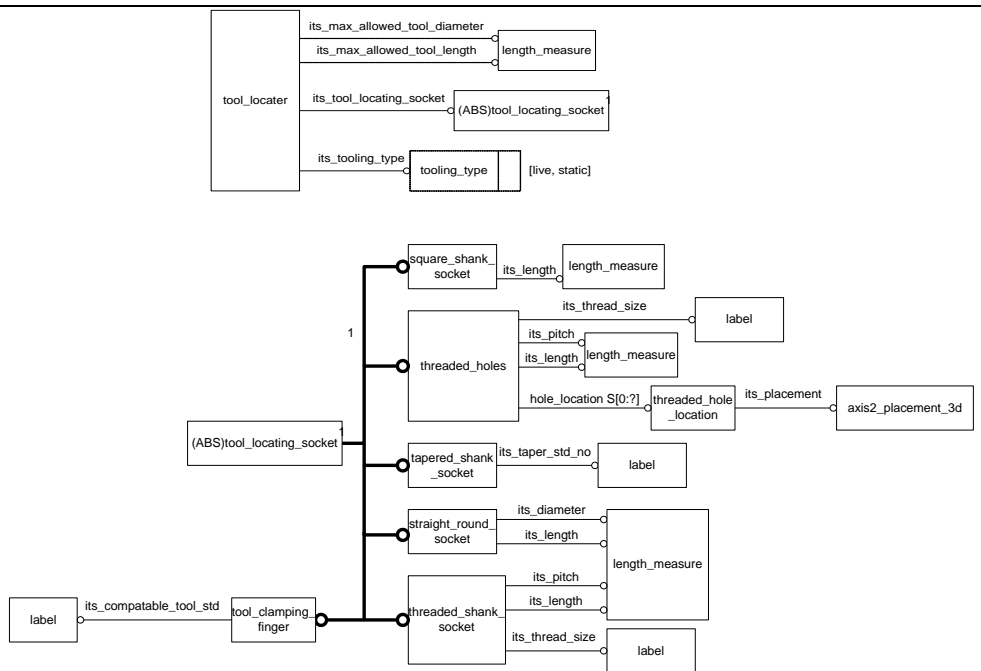 its_max_allowed_tool_diameter
its_max_allowed_tool_length
length_measure
tool_locater
its_tool_locating_socket
(ABS)tool_locating_socket
1
its_tooling_type
tooling_type
[live, static]
square_shank_
socket
its_length
length_measure
1
threaded_holes
its_thread_size
label
its_pitch
its_length
length_measure
hole_location S[0:?]
threaded_hole
_location
its_placement
axis2_placement_3d
(ABS)tool_locating_socket
1
tapered_shank
_socket
its_taper_std_no
label
straight_round_
socket
its_diameter
its_length
length_measure
label
its_compatable_tool_std
tool_clamping_
finger
threaded_shank_
socket
its_pitch
its_length
its_thread_size
label